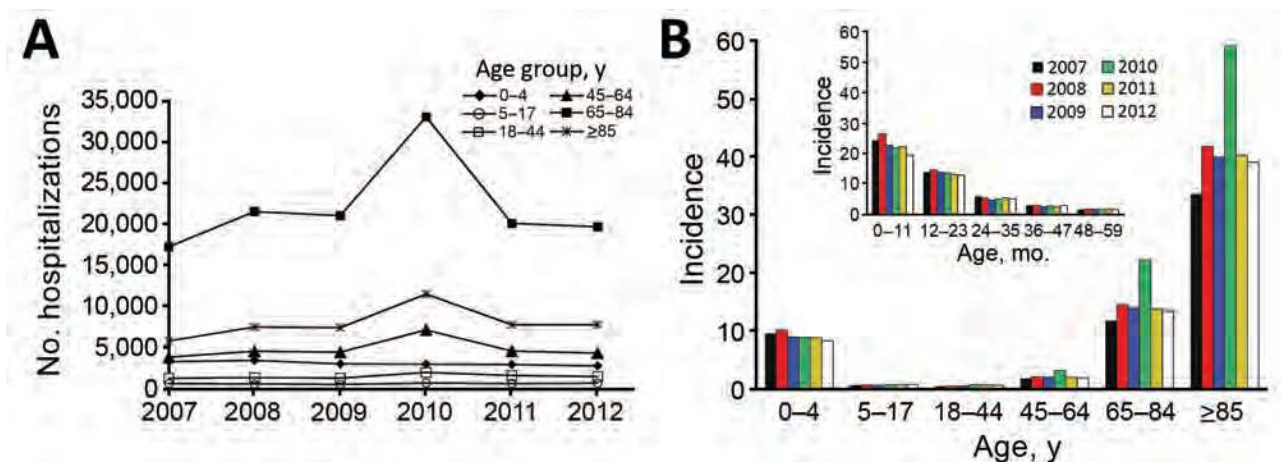 A
Age group, y
0–4
45–64
5–17
65–84
18–44
≥85
No. hospitalizations
35,000
30,000
25,000
20,000
15,000
10,000
5,000
0
2007 2008 2009 2010 2011 2012
B
Incidence
60
50
40
30
20
10
0
0–4 5–17 18–44 45–64 65–84 ≥85
Age, y
Incidence
60
50
40
30
20
10
0
0–11 12–23 24–35 36–47 48–59
Age, mo.
2007 2010
2008 2011
2009 2012